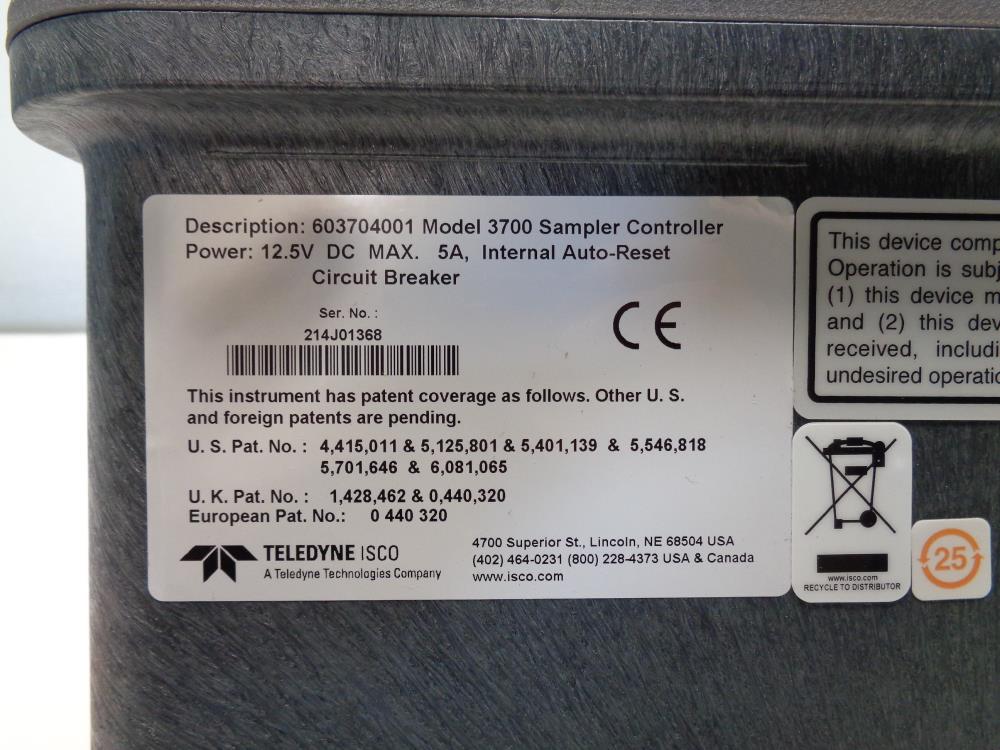 Description: 603704001 Model 3700 Sampler Controller
Power: 12.5V DC MAX. 5A, Internal Auto-Reset
Circuit Breaker
Ser. No. :
214J01368
CE
This instrument has patent coverage as follows. Other U. S.
and foreign patents are pending.
U. S. Pat. No. : 4,415,011 & 5,125,801 & 5,401,139 & 5,546,818
5,701,646 & 6,081,065
U. K. Pat. No. : 1,428,462 & 0,440,320
European Pat. No.: 0 440 320
TELEDYNE ISCO
A Teledyne Technologies Company
4700 Superior St., Lincoln, NE 68504 USA
(402) 464-0231 (800) 228-4373 USA & Canada
www.isco.com
This device
Operation is
(1) this device
and (2) this
received,
undesired
www.isco.com
RECYCLE TO DISTRIBUTOR
25